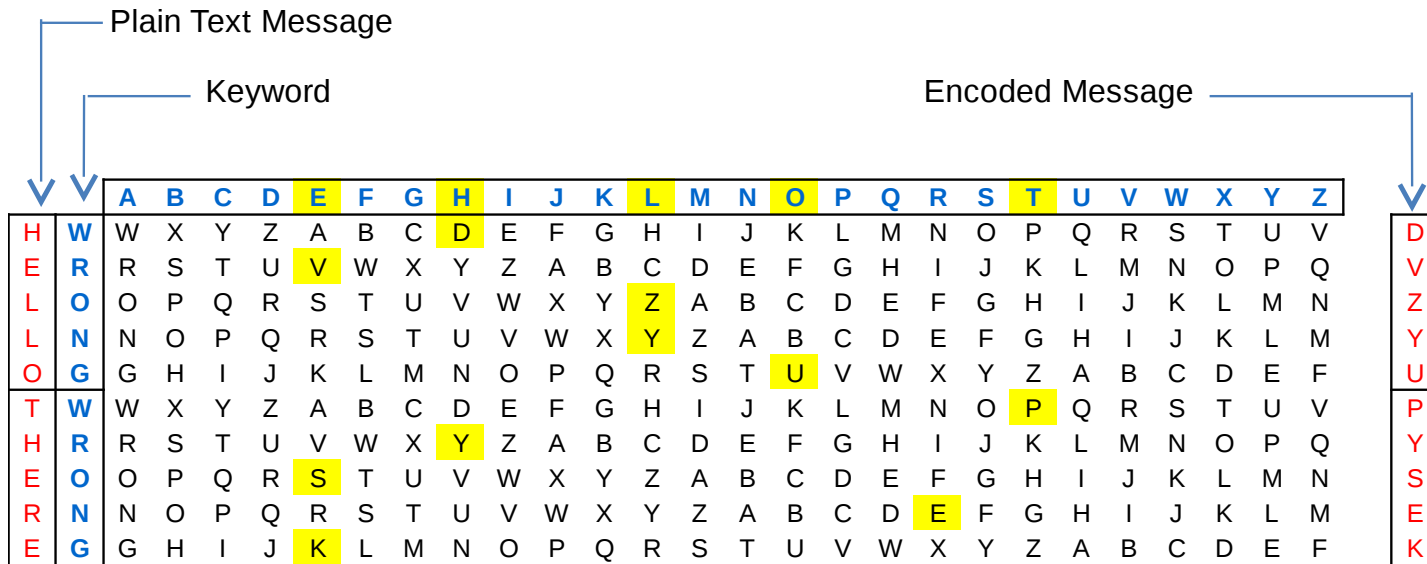 Plain Text Message
Keyword
Encoded Message
A B C D E F G H I J K L M N O P Q R S T U V W X Y Z
H W W X Y Z A B C D E F G H I J K L M N O P Q R S T U V D
E R R S T U V W X Y Z A B C D E F G H I J K L M N O P Q V
L O O P Q R S T U V W X Y Z A B C D E F G H I J K L M N Z
L N N O P Q R S T U V W X Y Z A B C D E F G H I J K L M Y
O G G H I J K L M N O P Q R S T U V W X Y Z A B C D E F U
T W W X Y Z A B C D E F G H I J K L M N O P Q R S T U V P
H R R S T U V W X Y Z A B C D E F G H I J K L M N O P Q Y
E O O P Q R S T U V W X Y Z A B C D E F G H I J K L M N S
R N N O P Q R S T U V W X Y Z A B C D E F G H I J K L M E
E G G H I J K L M N O P Q R S T U V W X Y Z A B C D E F K